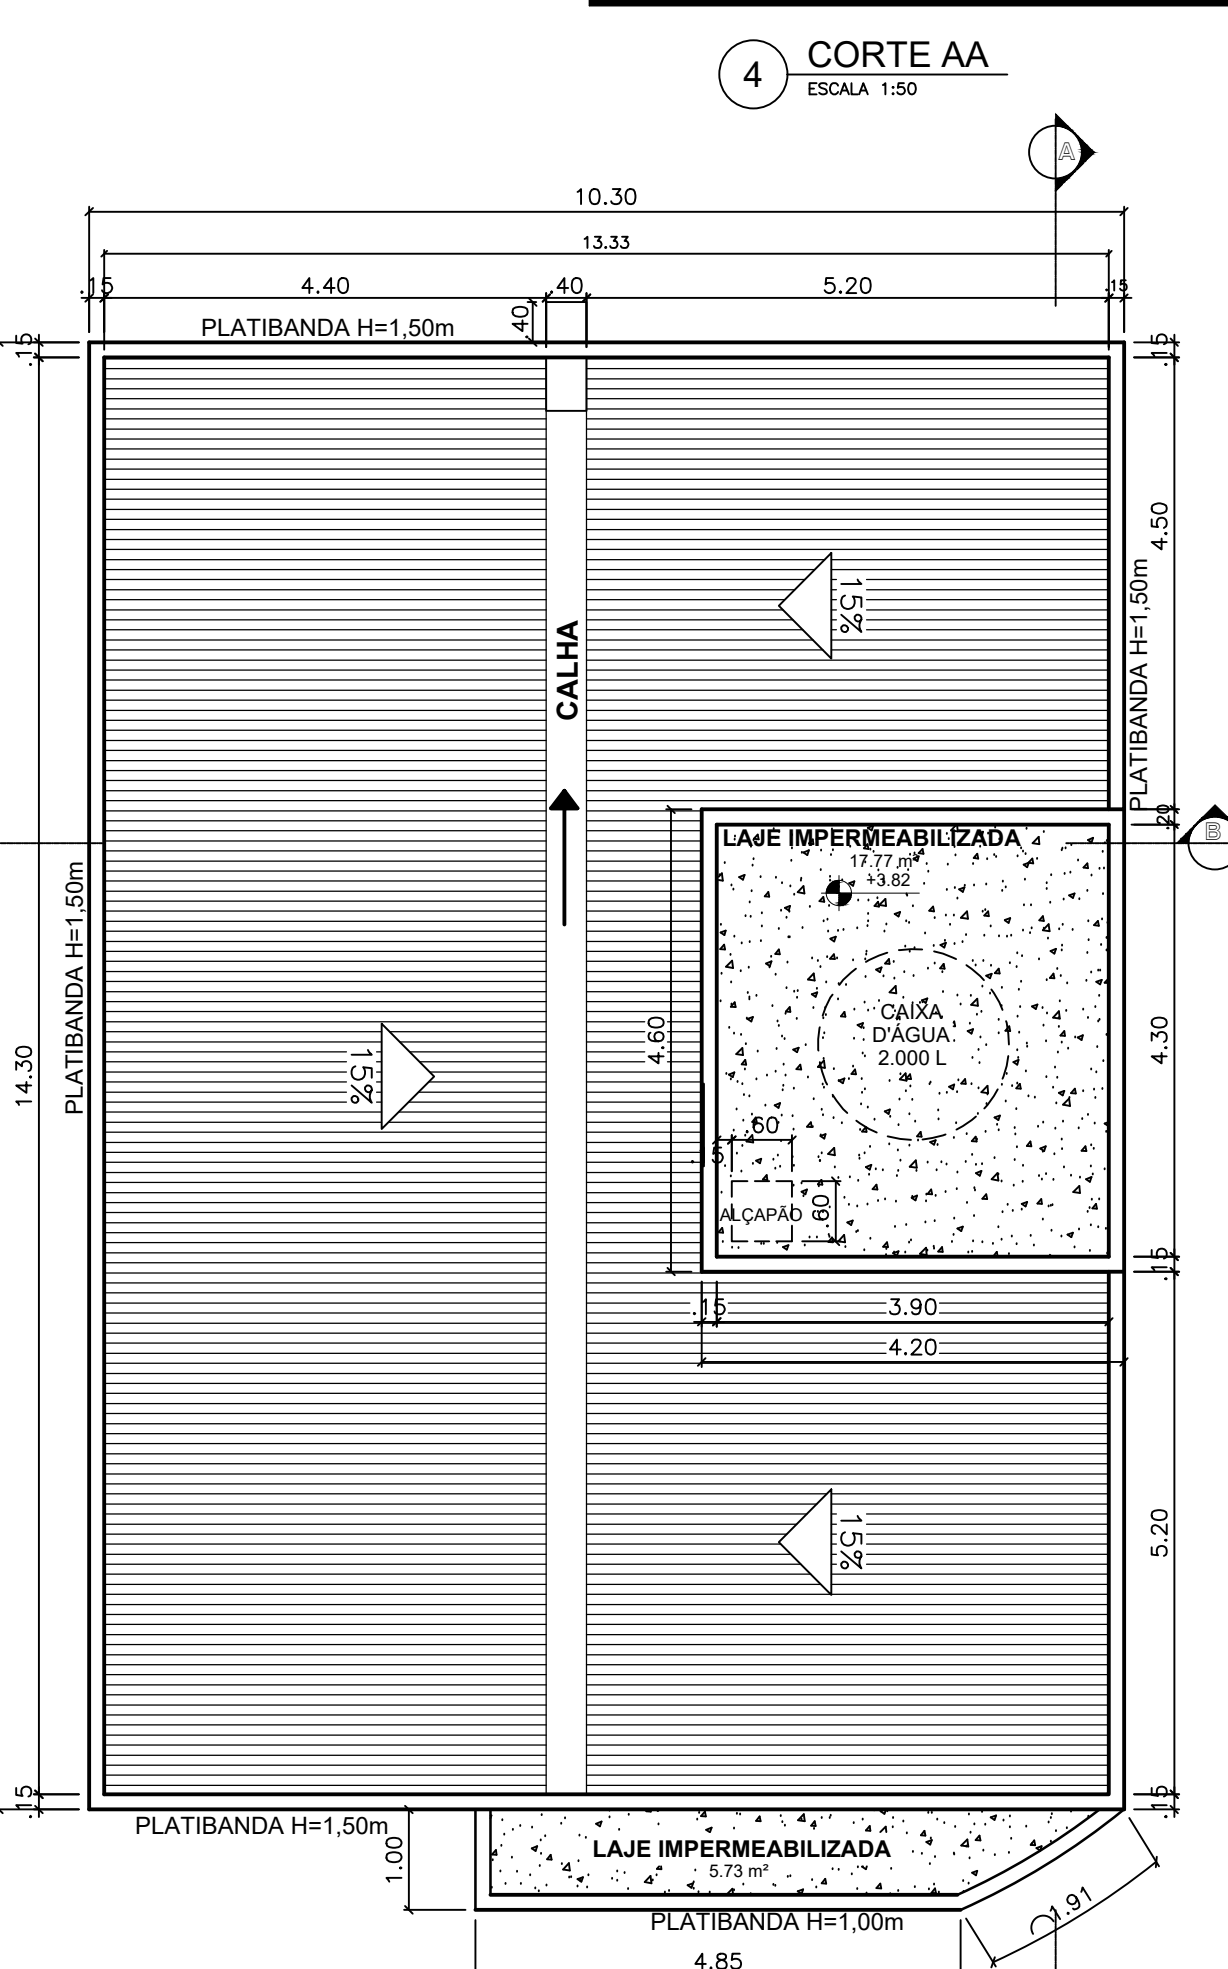 4
CORTE AA
ESCALA 1:50
A
10.30
13.33
.15
4.40
.40
5.20
.15
PLATIBANDA H=1,50m
.40
.15
.15
4.50
PLATIBANDA H=1,50m
15%
CALHA
.20
B
LAJE IMPERMEABILIZADA
17.77 m²
+3.82
PLATIBANDA H=1,50m
14.30
15%
4.60
CAIXA
D'ÁGUA
2.000 L
4.30
.60
ALÇAPÃO
.60
.15
.15
3.90
4.20
15%
5.20
.15
.15
PLATIBANDA H=1,50m
1.00
LAJE IMPERMEABILIZADA
5.73 m²
PLATIBANDA H=1,00m
1.91
4.85